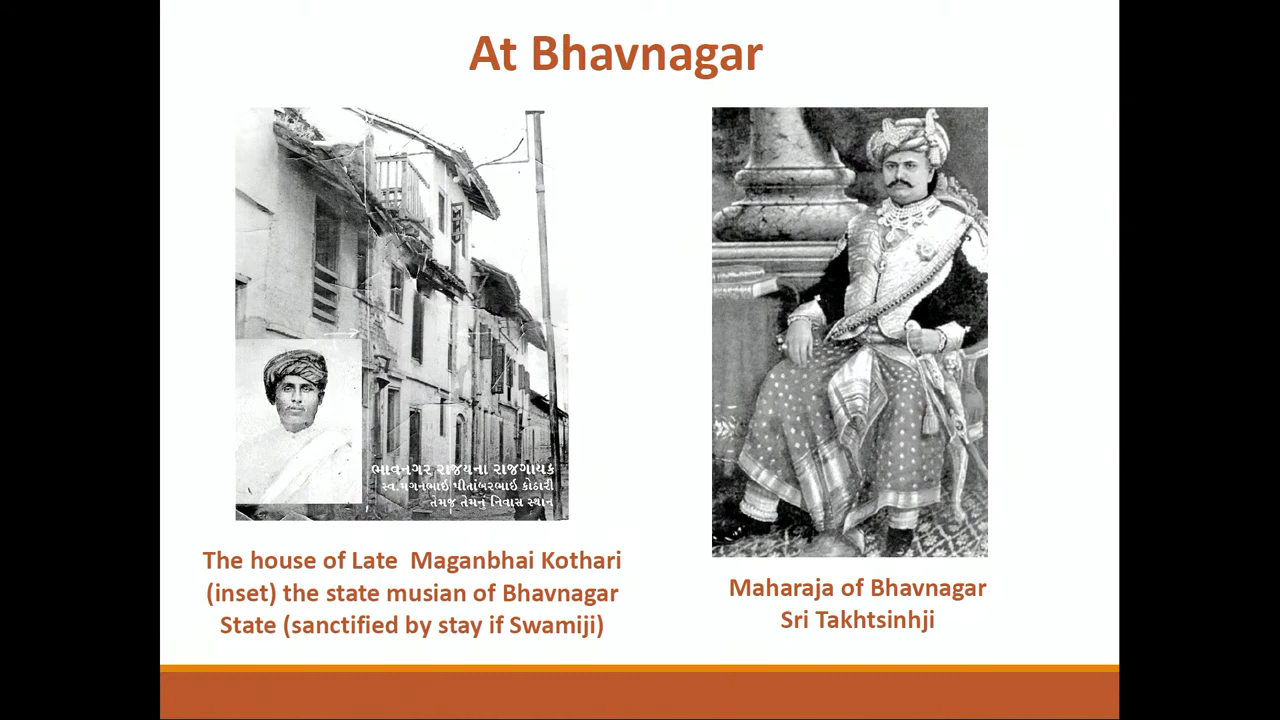 At Bhavnagar
ભાવનગર રાજયના રાજગાયક
સ્વ.મગનભાઇ પીતાંબરભાઇ કોઠારી
તેમજ તેમનું નિવાસ સ્થાન
The house of Late Maganbhai Kothari
(inset) the state musian of Bhavnagar
State (sanctified by stay if Swamiji)
Maharaja of Bhavnagar
Sri Takhtsinhji